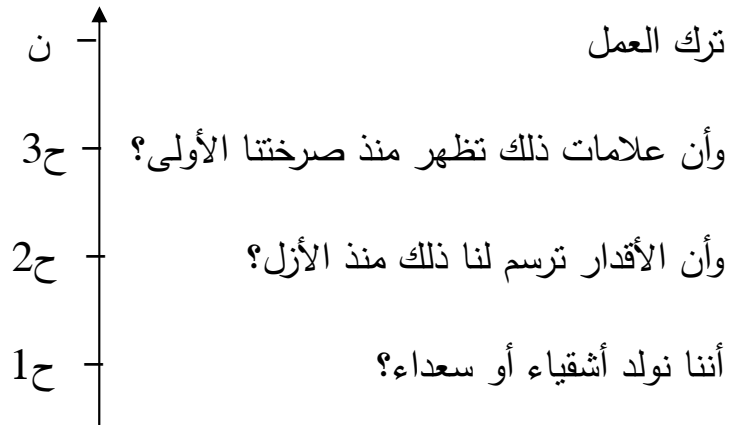 ترك العمل ن
وأن علامات ذلك تظهر منذ صرختنا الأولى؟ ح3
وأن الأقدار ترسم لنا ذلك منذ الأزل؟ ح2
أننا نولد أشقياء أو سعداء؟ ح1